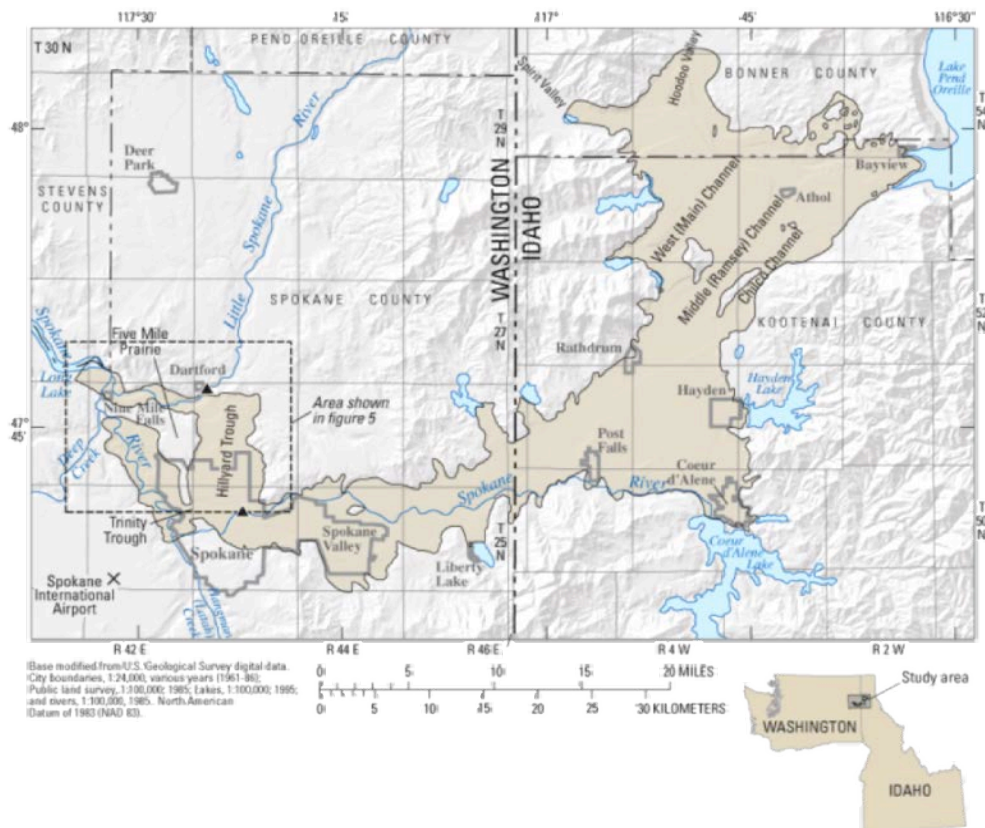 117°30'
15'
117°
45'
116°30'
T 30 N
PEND OREILLE COUNTY
Spirit Valley
Hoodoo Valley
BONNER COUNTY
Lake
Pend
Oreille
T
54
N
48°
River
T
29
N
Deer
Park
WASHINGTON
IDAHO
Bayview
STEVENS
COUNTY
Athol
West (Main) Channel
Middle (Ramsey) Channel
Chilco Channel
Little Spokane
SPOKANE COUNTY
T
52
N
KOOTENAI COUNTY
T
27
N
Spokane
Five Mile
Prairie
Rathdrum
Long
Lake
Dartford
Area shown
in figure 5
Hayden
Hayden
Lake
Nine Mile
Falls
47°
45'
River
Deep
Creek
Hillyard Trough
Post
Falls
Coeur
d'Alene
Spokane
River
Trinity
Trough
Spokane
Spokane
Valley
T
25
N
Liberty
Lake
T
50
N
Coeur
d'Alene
Lake
Spokane
International
Airport
Hangman
(Latah)
Creek
R 42 E
R 44 E
R 46 E
R 4 W
R 2 W
Base modified from U.S. Geological Survey digital data.
City boundaries, 1:24,000, various years (1961-86);
Public land survey, 1:100,000; 1985; Lakes, 1:100,000; 1985;
and rivers, 1:100,000, 1985. North American
Datum of 1983 (NAD 83).
0 5 10 15 20 MILES
0 5 10 15 20 25 30 KILOMETERS
Study area
WASHINGTON
IDAHO